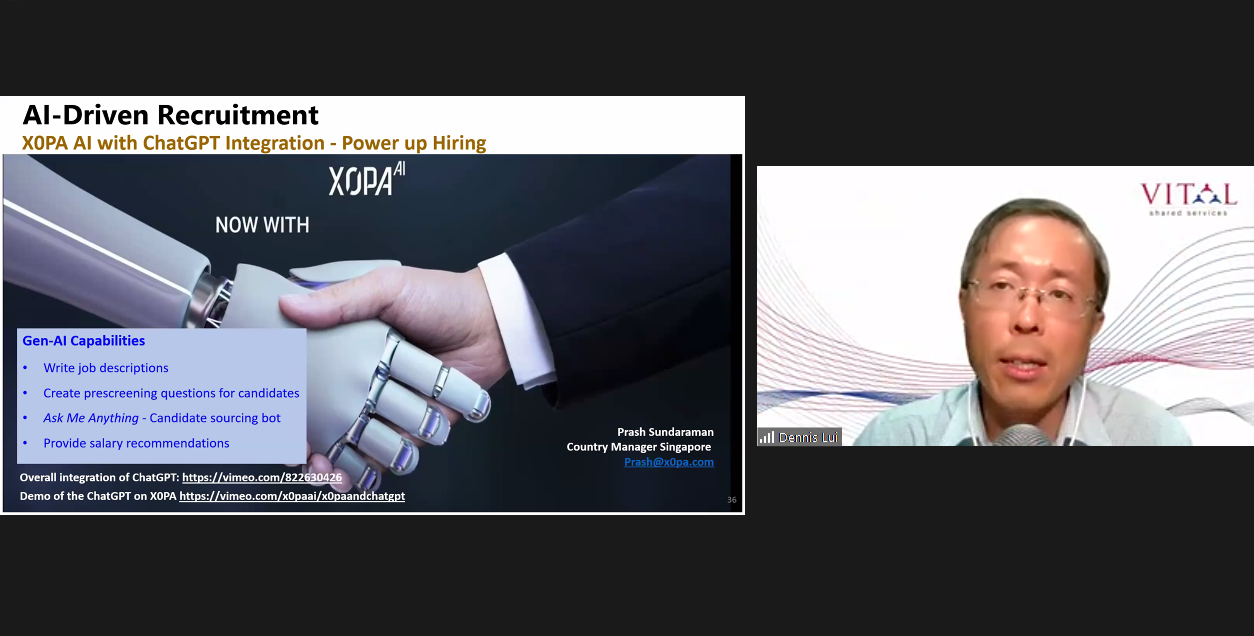 AI-Driven Recruitment
X0PA AI with ChatGPT Integration - Power up Hiring
X0PA AI
NOW WITH
Gen-AI Capabilities
• Write job descriptions
• Create prescreening questions for candidates
• Ask Me Anything - Candidate sourcing bot
• Provide salary recommendations
Prash Sundaraman
Country Manager Singapore
Prash@x0pa.com
Overall integration of ChatGPT: https://vimeo.com/822630426
Demo of the ChatGPT on X0PA https://vimeo.com/x0paai/x0paandchatgpt
36
VITAL
shared services
Dennis Lui